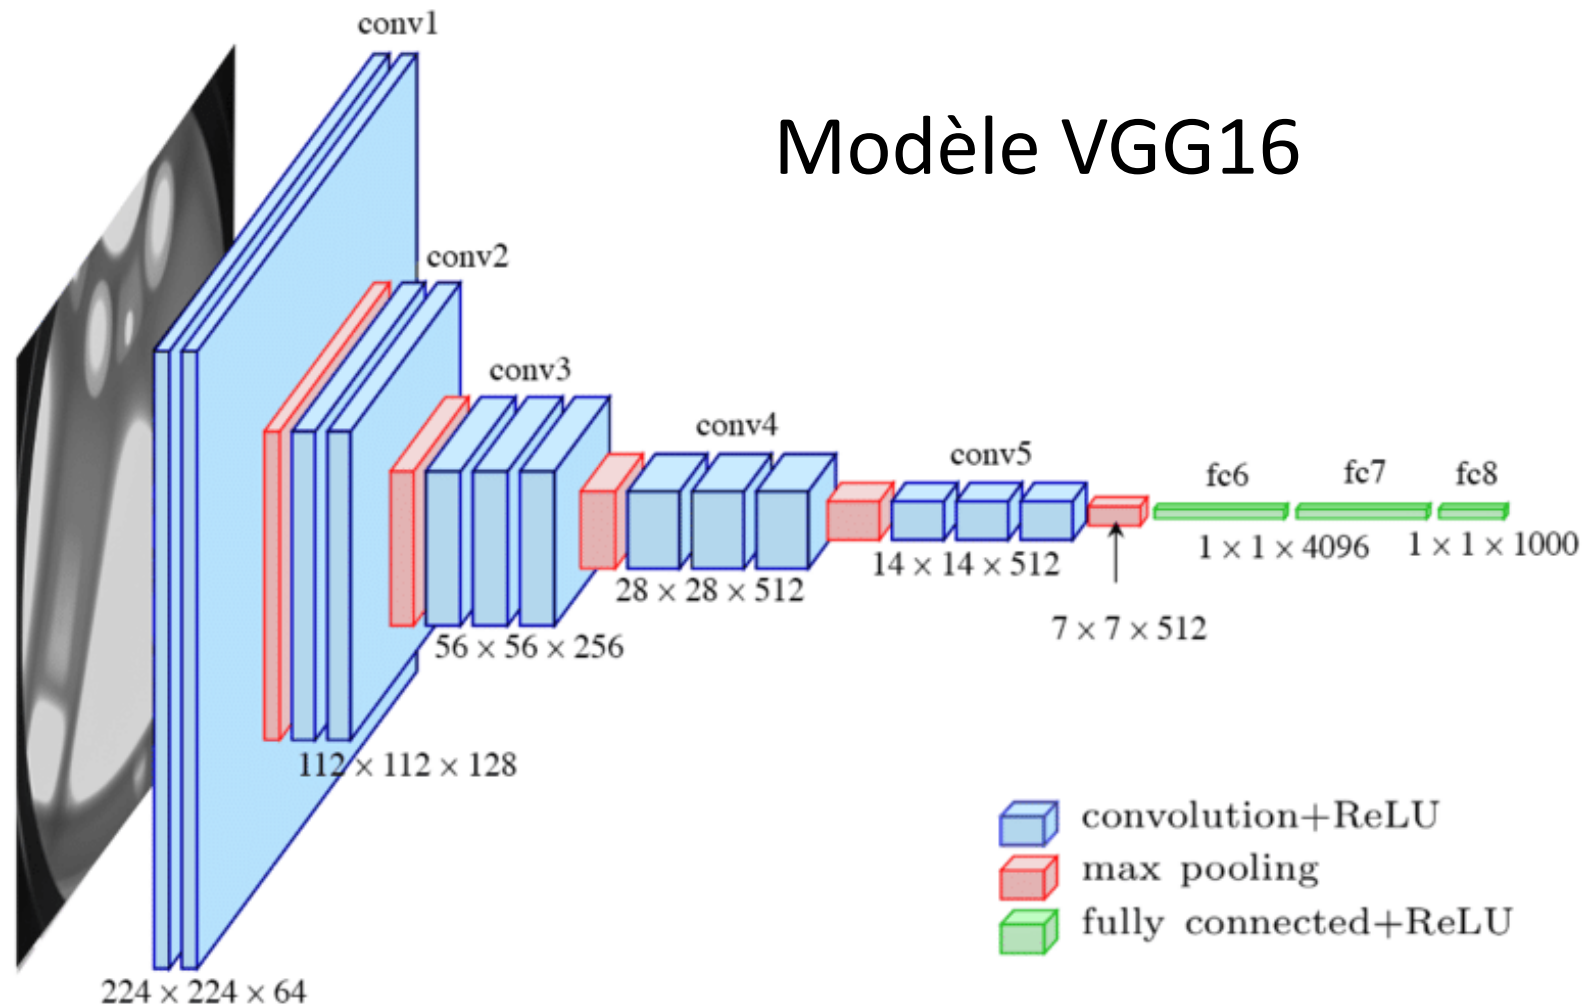 conv1
Modèle VGG16
conv2
conv3
conv4
conv5
fc6
fc7
fc8
1 × 1 × 4096
1 × 1 × 1000
14 × 14 × 512
28 × 28 × 512
7 × 7 × 512
56 × 56 × 256
112 × 112 × 128
224 × 224 × 64
convolution+ReLU
max pooling
fully connected+ReLU